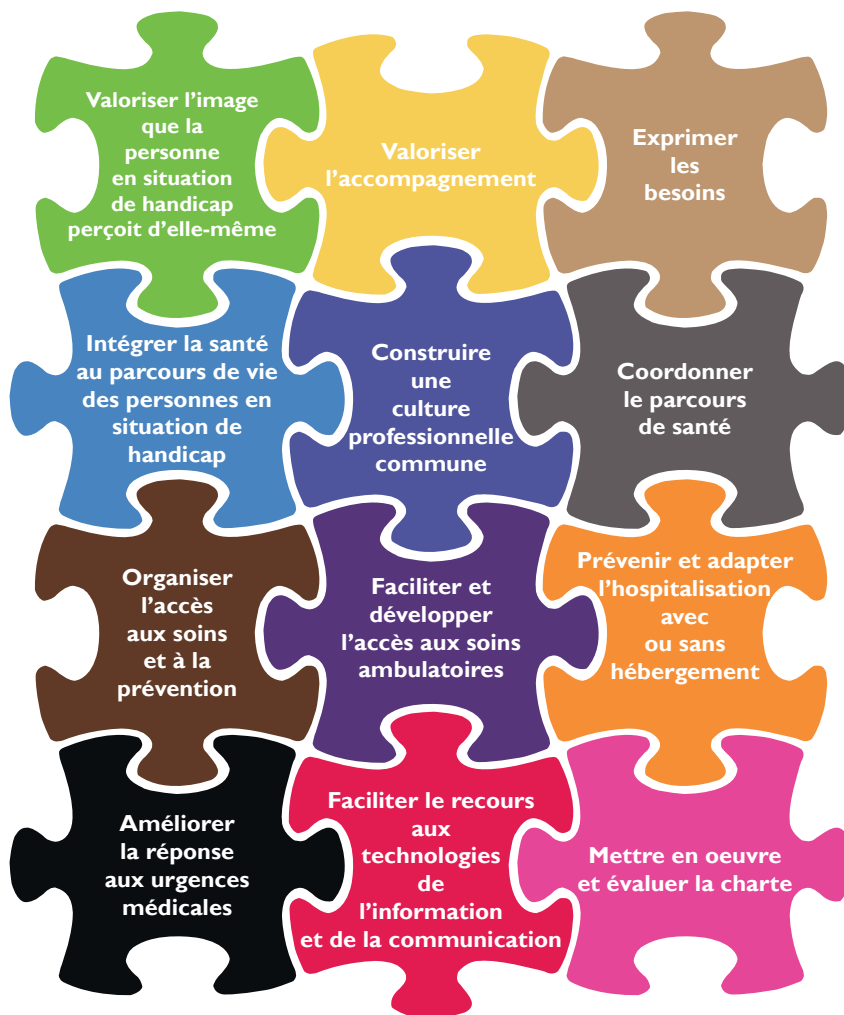 Valoriser l'image
que la
personne
en situation
de handicap
perçoit d'elle-même
Valoriser
l'accompagnement
Exprimer
les
besoins
Intégrer la santé
au parcours de vie
des personnes en
situation de
handicap
Construire
une
culture
professionnelle
commune
Coordonner
le parcours
de santé
Organiser
l'accès
aux soins
et à la
prévention
Faciliter et
développer
l'accès aux soins
ambulatoires
Prévenir et adapter
l'hospitalisation
avec
ou sans
hébergement
Améliorer
la réponse
aux urgences
médicales
Faciliter le recours
aux
technologies
de
l'information
et de la communication
Mettre en oeuvre
et évaluer la charte